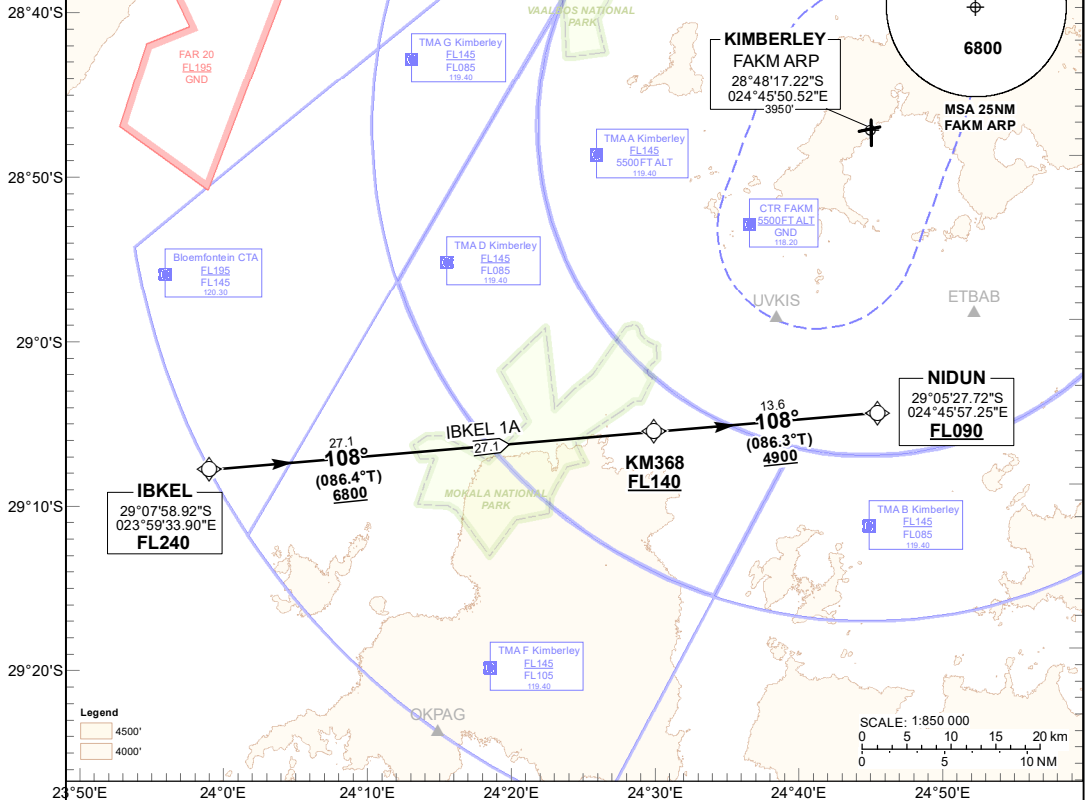 28°40'S
28°50'S
29°0'S
29°10'S
29°20'S
VAALBOS NATIONAL
PARK
FAR 20
FL195
GND
TMA G Kimberley
FL145
FL085
119.40
KIMBERLEY
FAKM ARP
28°48'17.22"S
024°45'50.52"E
3950'
6800
MSA 25NM
FAKM ARP
TMA A Kimberley
FL145
5500FT ALT
119.40
CTR FAKM
5500FT ALT
GND
118.20
Bloemfontein CTA
FL195
FL145
120.30
TMA D Kimberley
FL145
FL085
119.40
UVKIS
ETBAB
NIDUN
29°05'27.72"S
024°45'57.25"E
FL090
13.6
108°
(086.3°T)
4900
IBKEL 1A
27.1
27.1
108°
(086.4°T)
6800
KM368
FL140
IBKEL
29°07'58.92"S
023°59'33.90"E
FL240
MOKALA NATIONAL
PARK
TMA B Kimberley
FL145
FL085
119.40
TMA F Kimberley
FL145
FL105
119.40
OKPAG
Legend
4500'
4000'
SCALE: 1:850 000
0 5 10 15 20 km
0 5 10 NM
23°50'E 24°0'E 24°10'E 24°20'E 24°30'E 24°40'E 24°50'E